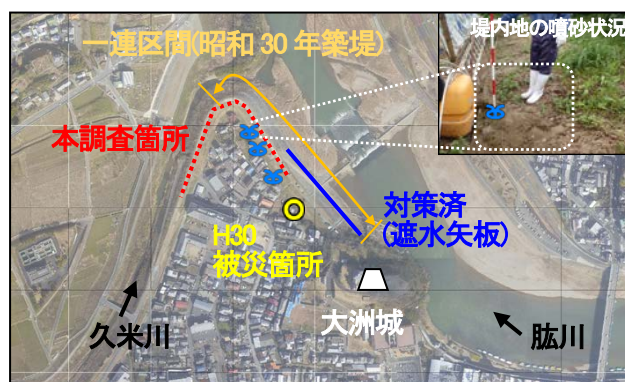 一連区間(昭和 30 年築堤)
堤内地の噴砂状況
本調査箇所
対策済
(遮水矢板)
H30
被災箇所
大洲城
久米川
肱川